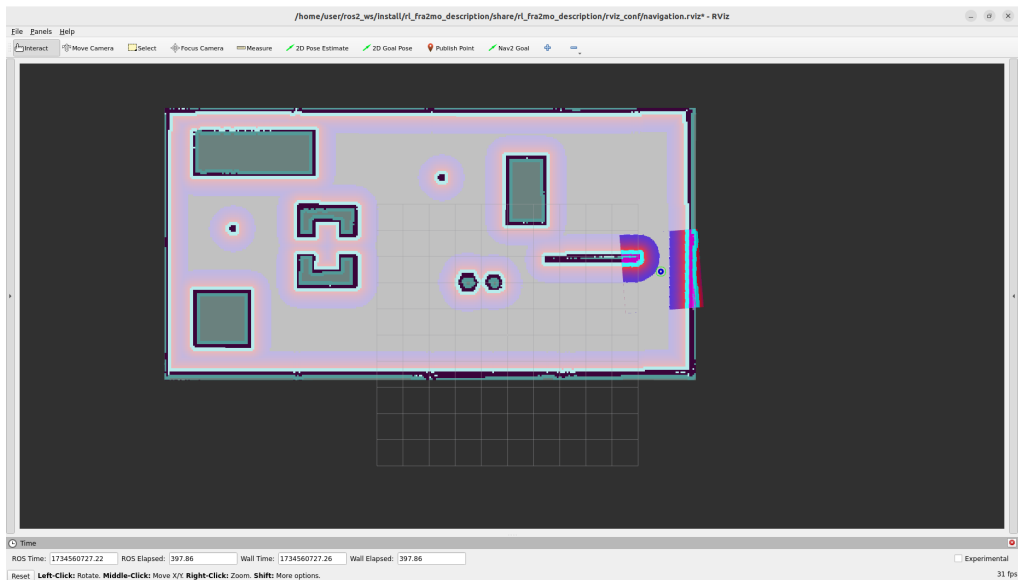 /home/user/ros2_ws/install/rl_fra2mo_description/share/rl_fra2mo_description/rviz_conf/navigation.rviz* - RViz
File Panels Help
Interact Move Camera Select Focus Camera Measure 2D Pose Estimate 2D Goal Pose Publish Point Nav2 Goal
Time
ROS Time: 1734560727.22 ROS Elapsed: 397.86 Wall Time: 1734560727.26 Wall Elapsed: 397.86 Experimental
Reset Left-Click: Rotate. Middle-Click: Move X/Y. Right-Click: Zoom. Shift: More options. 31 fps